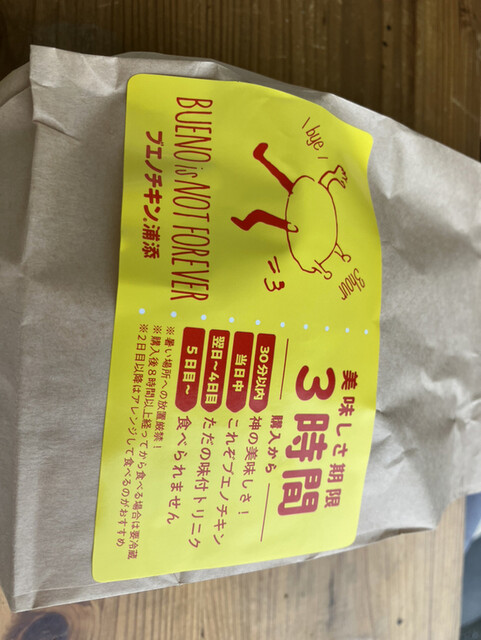 \ bye /
3hour
=3
BUENO is NOT FOREVER
ブエノチキン浦添
美味しさ期限
3時間
購入から
30分以内 神の美味しさ！
当日中 これぞブエノチキン
翌日〜4日目 ただの味付トリニク
5日目〜 食べられません
※暑い場所への放置厳禁！
※購入後8時間以上経ってから食べる場合は要冷蔵
※2日目以降はアレンジして食べるのがおすすめ